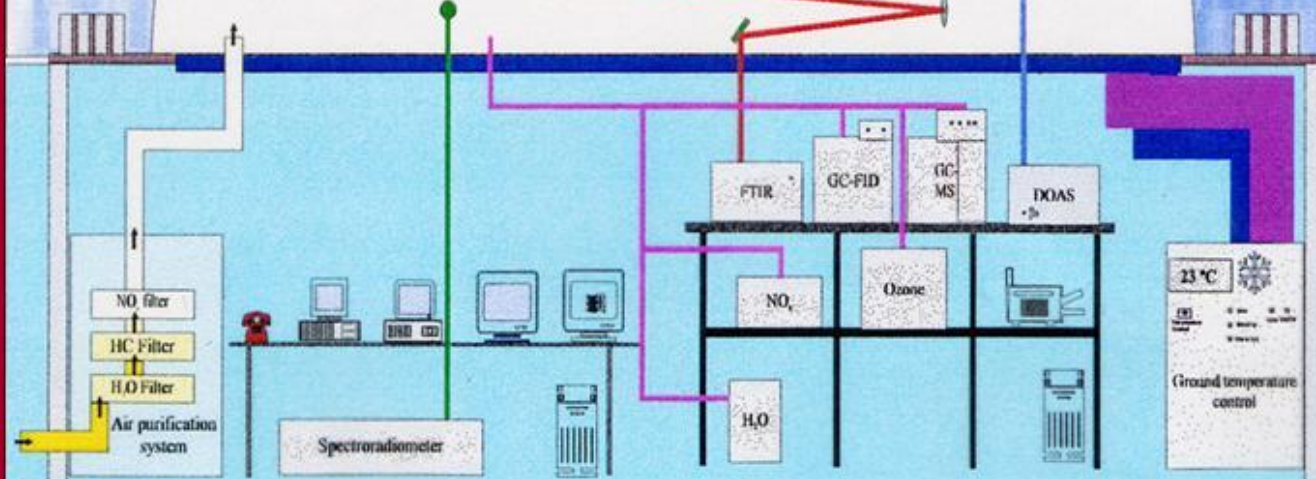 FTIR
GC-FID
GC-
MS
DOAS
23 °C
NOx filter
HC Filter
H₂O Filter
Air purification
system
NOx
Ozone
Spectroradiometer
H₂O
Ground temperature
control